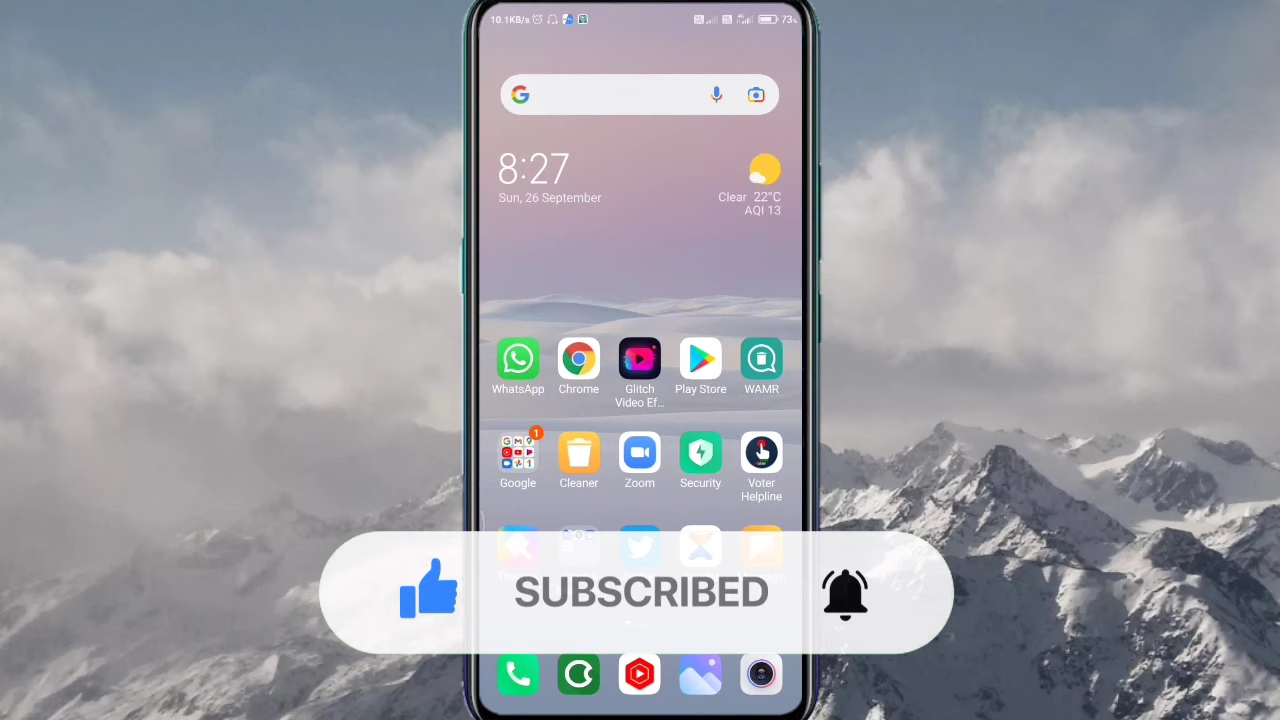 10.1KB/s
73%
8:27
Sun, 26 September
Clear 22°C
AQI 13
WhatsApp
Chrome
Glitch
Video Ef...
Play Store
WAMR
1
Google
Cleaner
Zoom
Security
Voter
Helpline
SUBSCRIBED